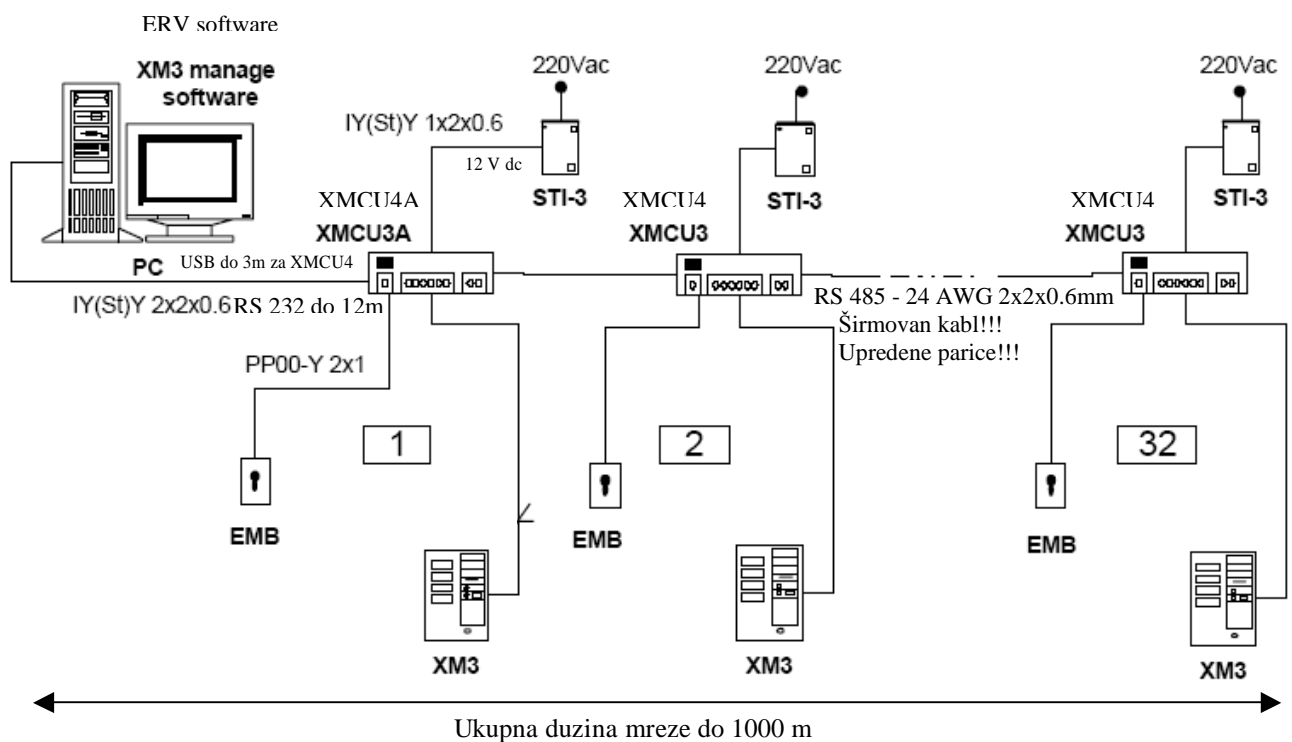 ERV software
XM3 manage
software
220Vac
220Vac
220Vac
IY(St)Y 1x2x0.6
12 V dc
STI-3
STI-3
STI-3
XMCU4A
XMCU3A
XMCU4
XMCU3
XMCU4
XMCU3
PC
USB do 3m za XMCU4
IY(St)Y 2x2x0.6
RS 232 do 12m
RS 485 - 24 AWG 2x2x0.6mm
Širmovan kabl!!!
Upredene parice!!!
PP00-Y 2x1
1
2
32
EMB
EMB
EMB
XM3
XM3
XM3
Ukupna duzina mreze do 1000 m